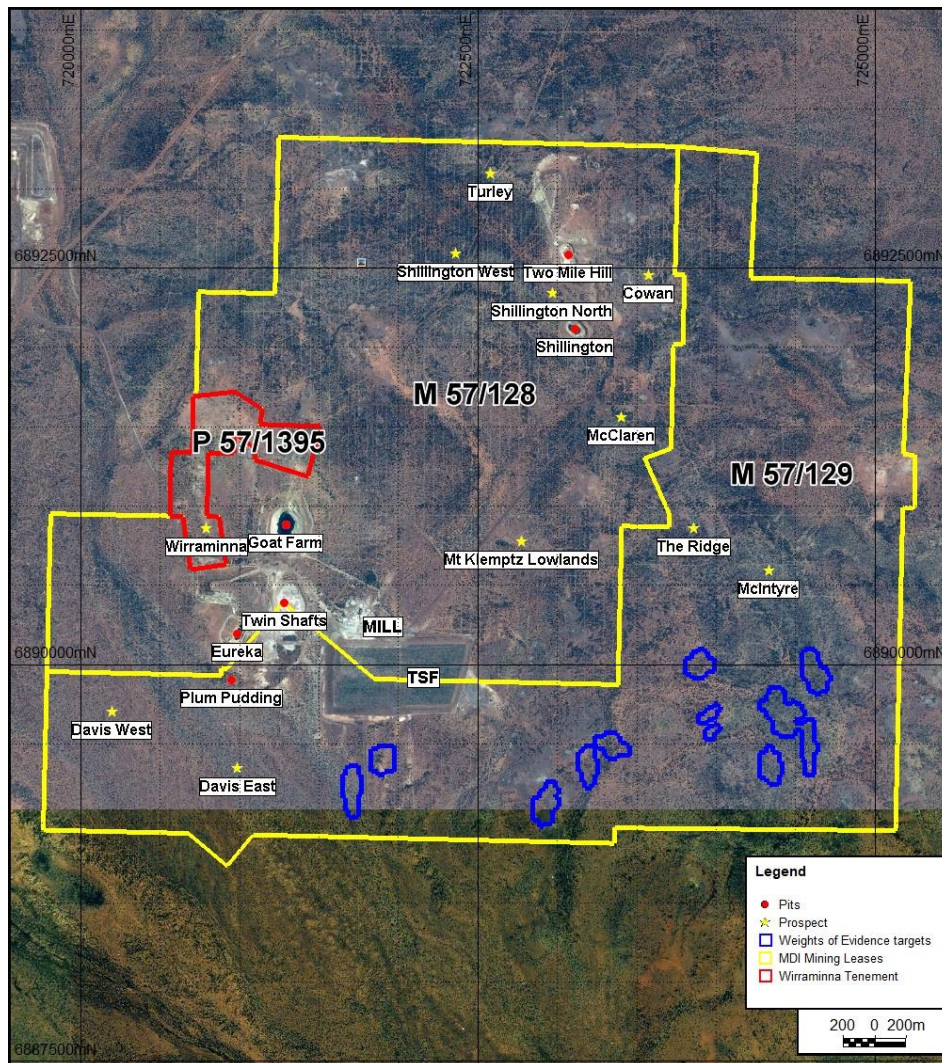 720000mE
722500mE
725000mE
Turley
6892500mN
6892500mN
Shillington West
Two Mile Hill
Cowan
Shillington North
Shillington
M 57/128
McClaren
P 57/1395
M 57/129
Wirraminna
Goat Farm
Mt Klemptz Lowlands
The Ridge
McIntyre
Twin Shafts
MILL
Eureka
6890000mN
6890000mN
TSF
Plum Pudding
Davis West
Davis East
Legend
Pits
Prospect
Weights of Evidence targets
MDI Mining Leases
Wirraminna Tenement
200 0 200m
6887500mN